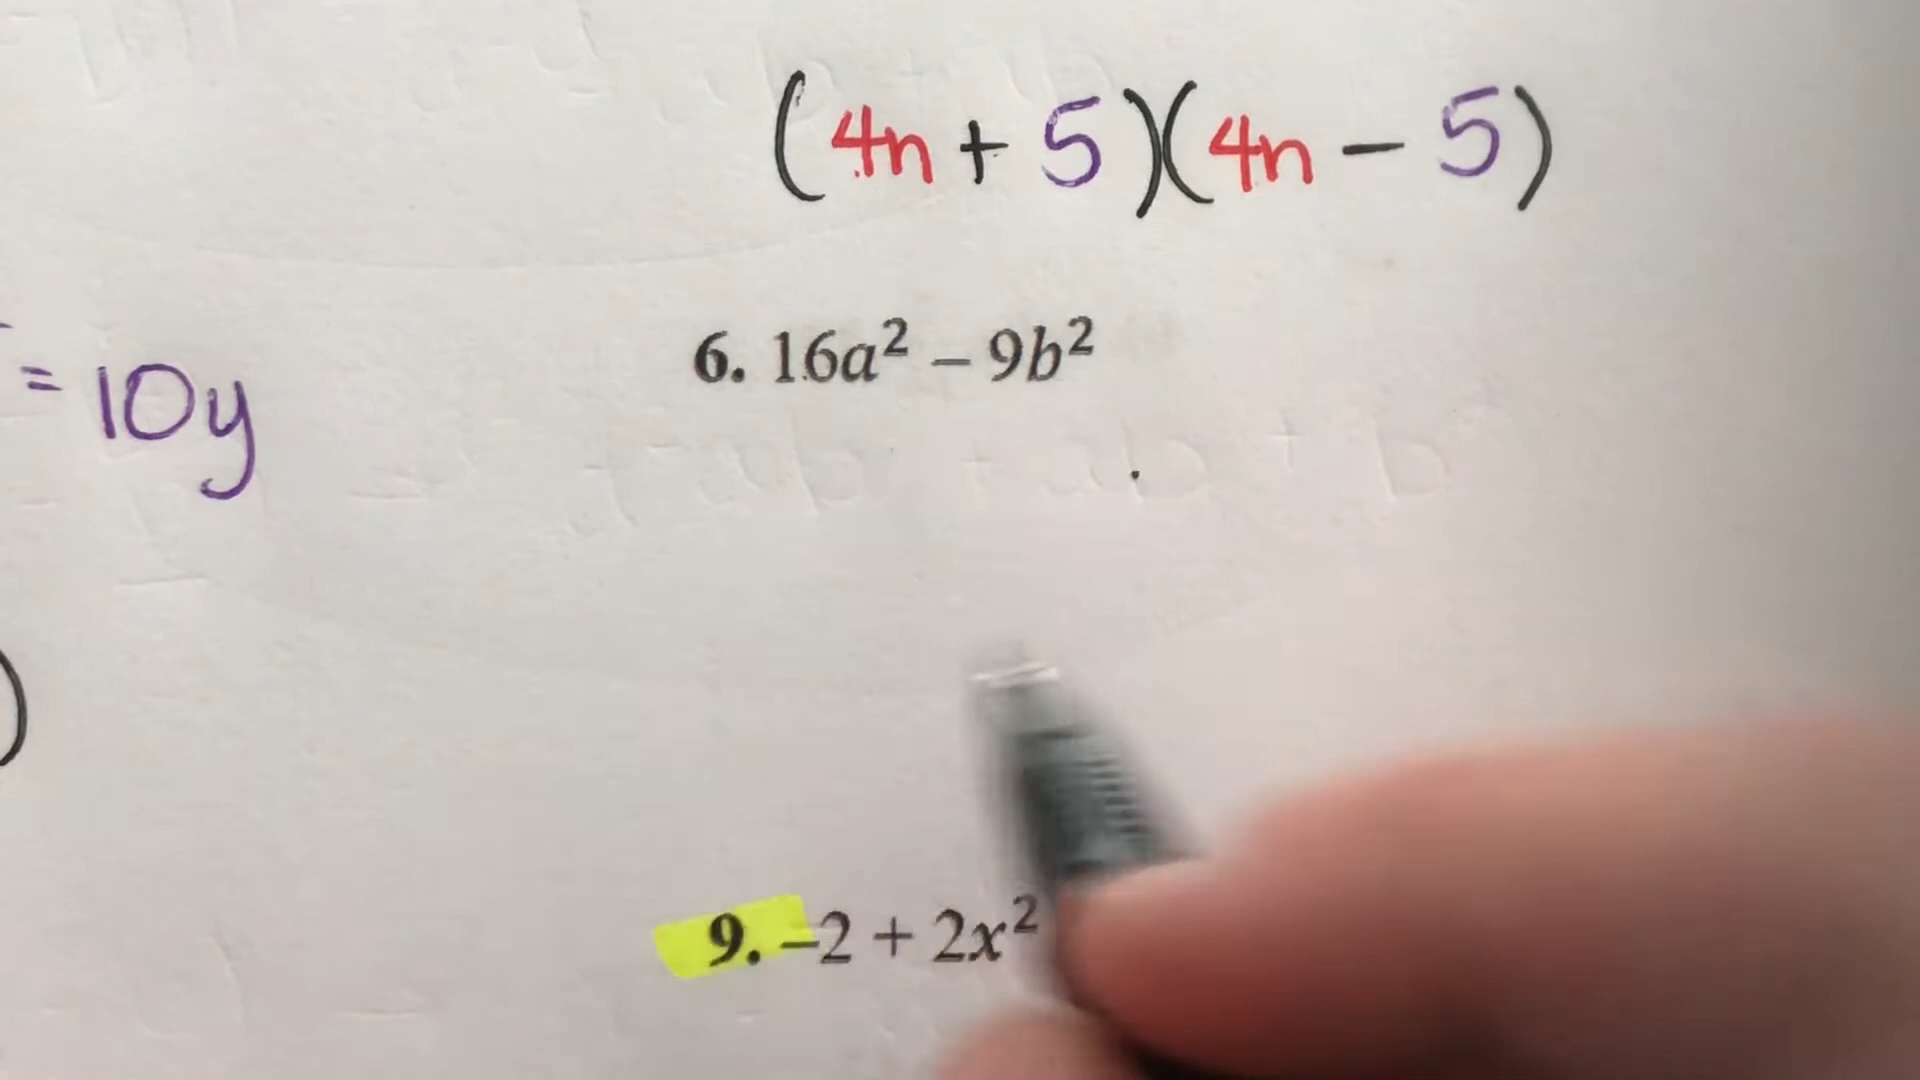 (4n + 5)(4n − 5)
6. 16a² – 9b²
= 10y
)
9. –2 + 2x²